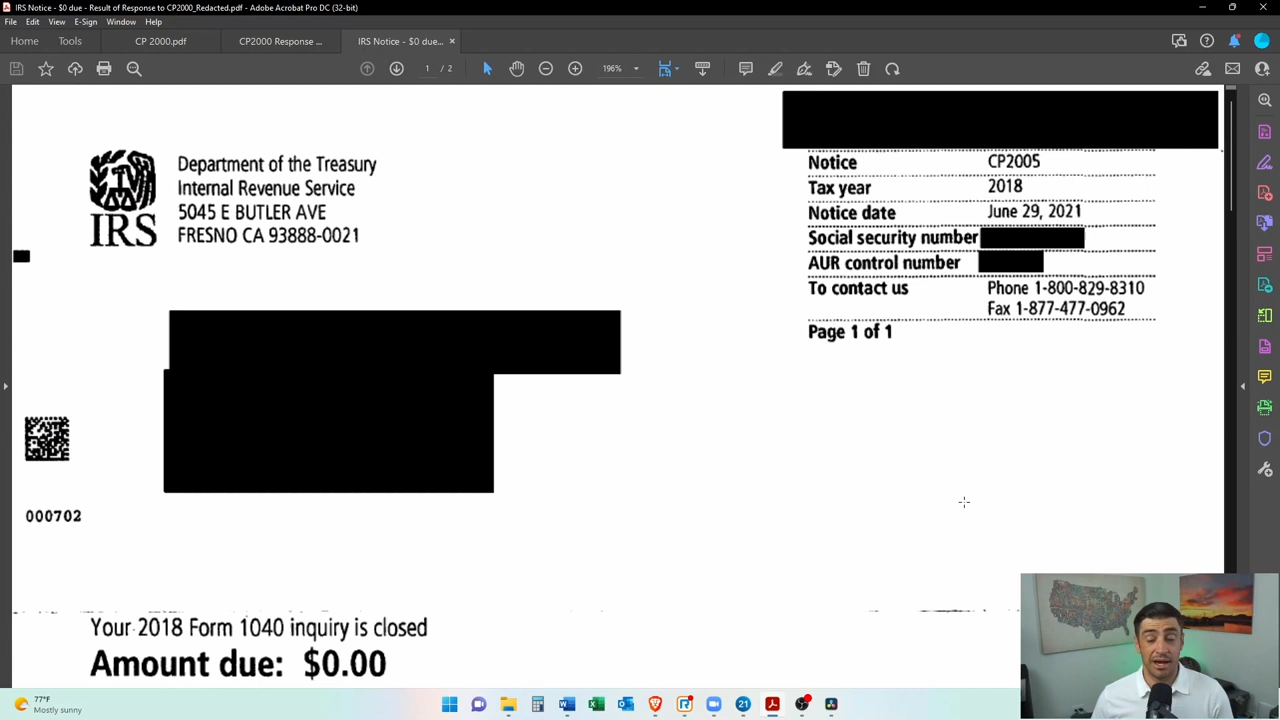 IRS Notice - $0 due - Result of Response to CP2000_Redacted.pdf - Adobe Acrobat Pro DC (32-bit)
File Edit View E-Sign Window Help
Home Tools CP 2000.pdf CP2000 Response ... IRS Notice - $0 due... ×
1 / 2 196%
Department of the Treasury
Internal Revenue Service
5045 E BUTLER AVE
FRESNO CA 93888-0021
IRS
Notice CP2005
Tax year 2018
Notice date June 29, 2021
Social security number
AUR control number
To contact us Phone 1-800-829-8310
Fax 1-877-477-0962
Page 1 of 1
000702
Your 2018 Form 1040 inquiry is closed
Amount due: $0.00
77°F
Mostly sunny
21